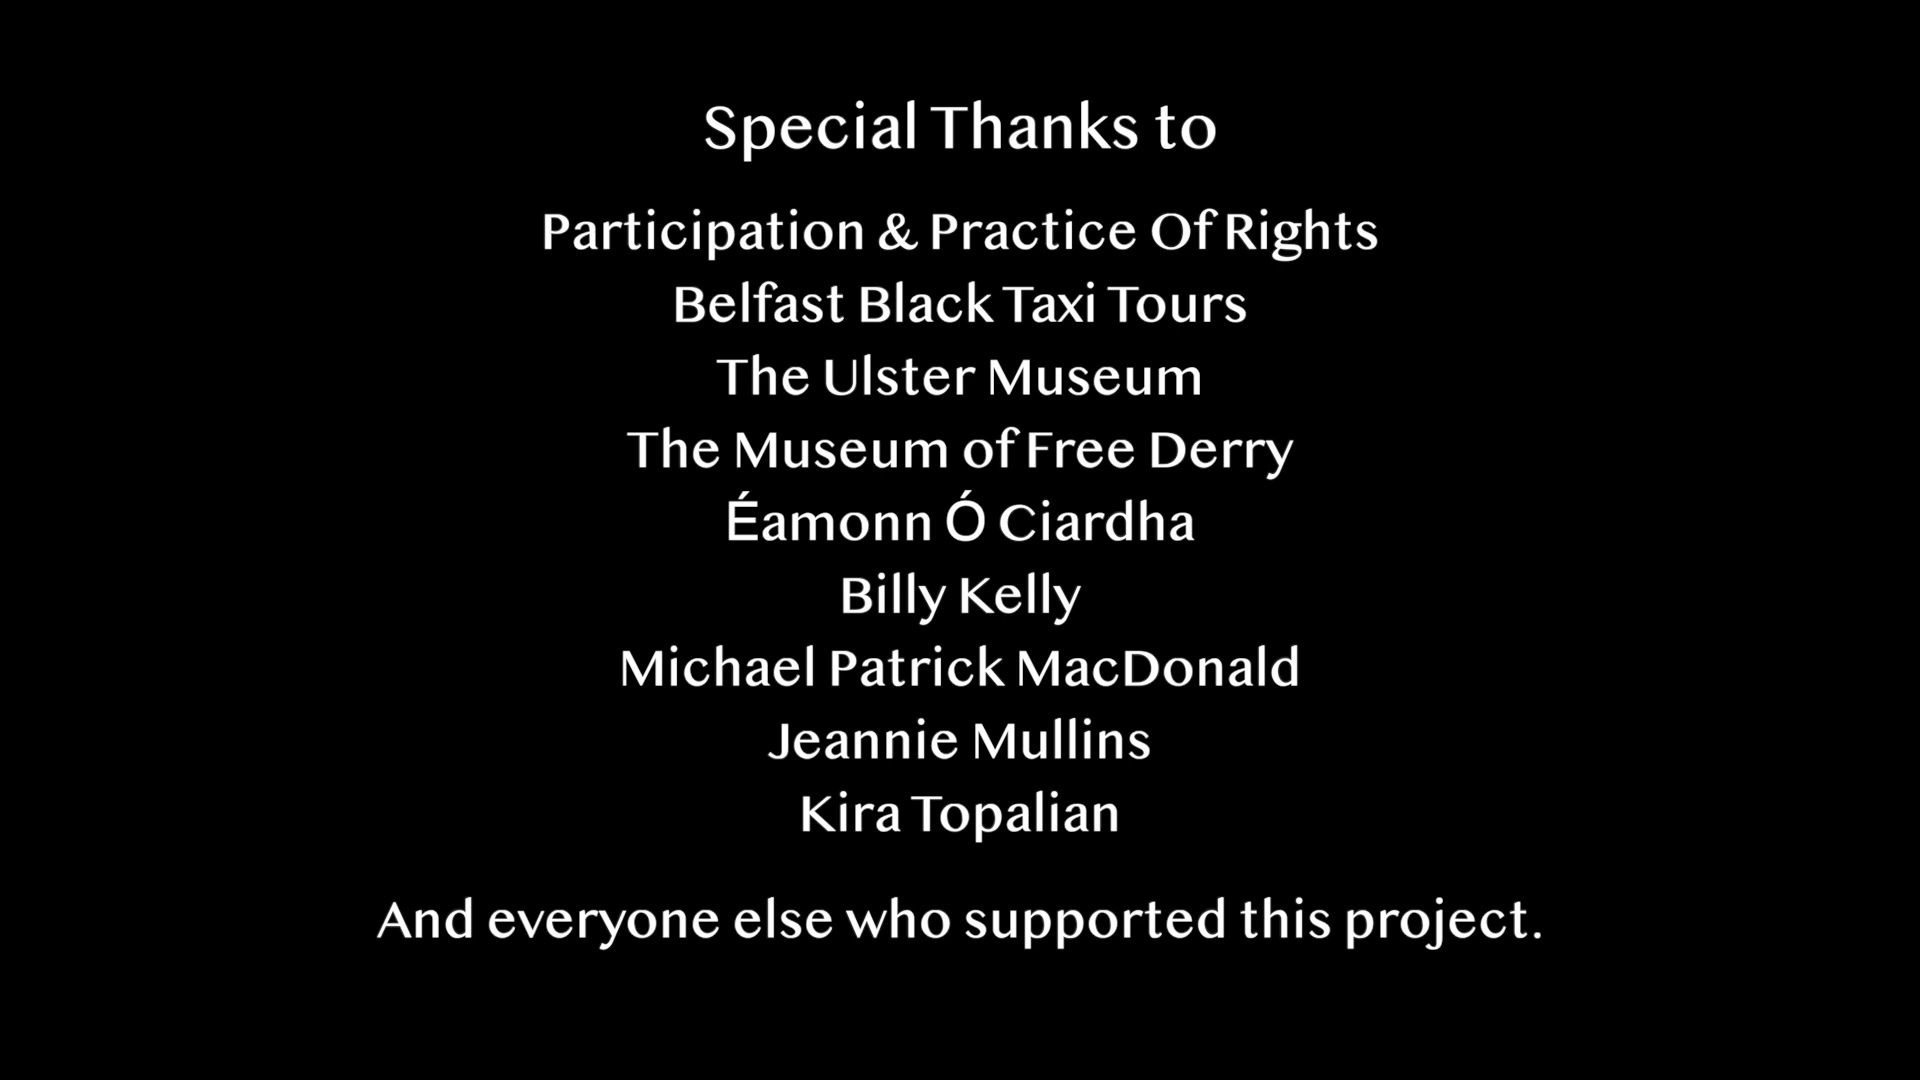 Special Thanks to
Participation & Practice Of Rights
Belfast Black Taxi Tours
The Ulster Museum
The Museum of Free Derry
Éamonn Ó Ciardha
Billy Kelly
Michael Patrick MacDonald
Jeannie Mullins
Kira Topalian
And everyone else who supported this project.